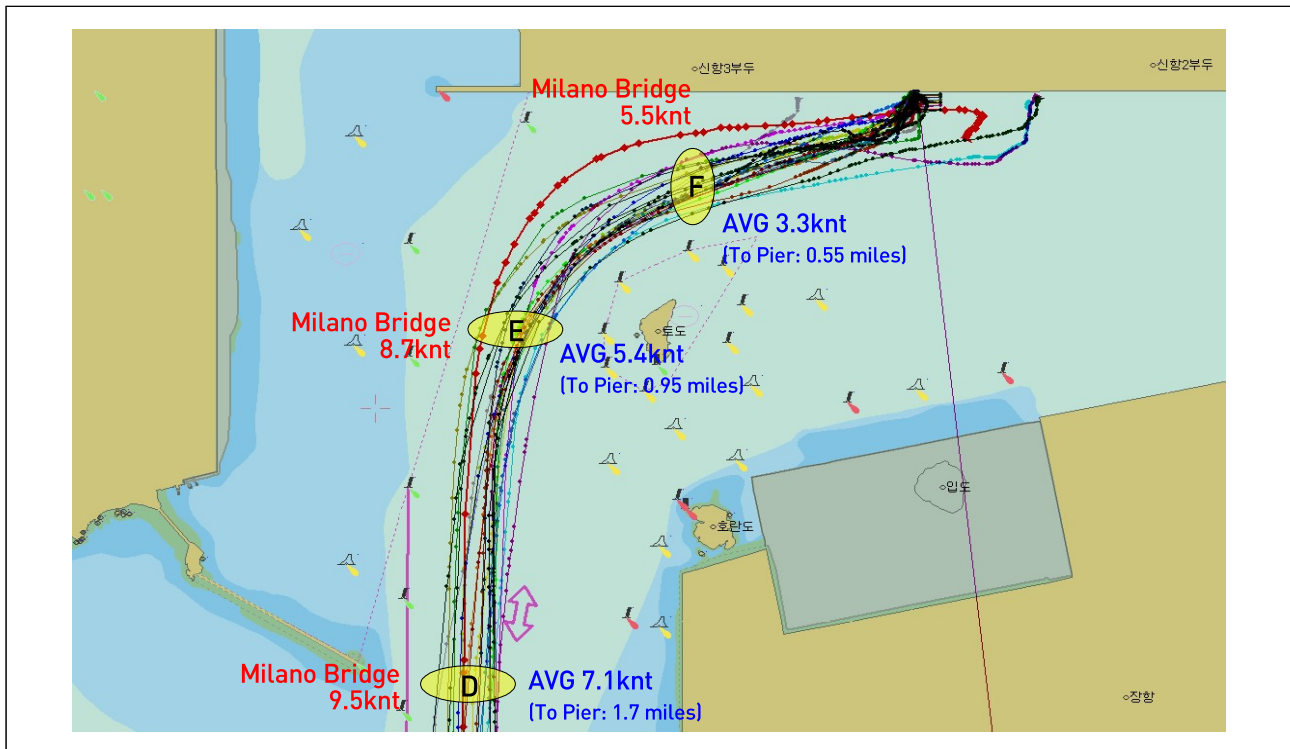 신항3부두
신항2부두
Milano Bridge
5.5knt
F
AVG 3.3knt
(To Pier: 0.55 miles)
Milano Bridge
8.7knt
E
토도
AVG 5.4knt
(To Pier: 0.95 miles)
입도
호란도
Milano Bridge
9.5knt
D
AVG 7.1knt
(To Pier: 1.7 miles)
장항